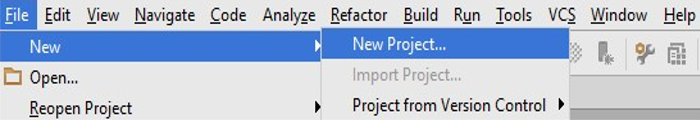 File Edit View Navigate Code Analyze Refactor Build Run Tools VCS Window Help
New
New Project...
Open...
Import Project...
Reopen Project
Project from Version Control